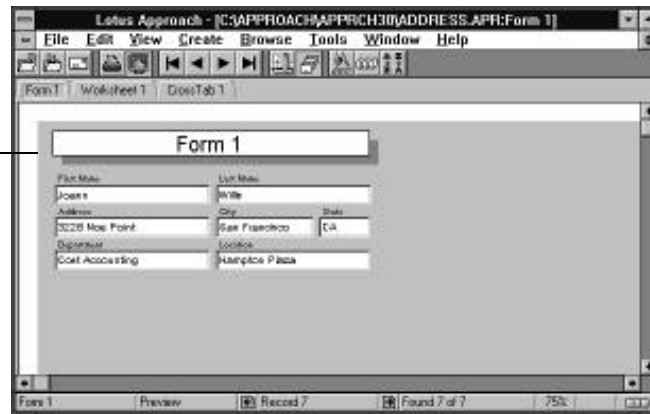 Lotus Approach - [C:\APPROACH\APPRCH30\ADDRESS.APR:Form 1]
File Edit View Create Browse Tools Window Help
Form 1 Worksheet 1 CrossTab 1
Form 1
First Name Last Name
Joann Wills
Address City State
3228 Noe Point San Francisco CA
Department Location
Cost Accounting Hampton Plaza
Form 1 Preview Record 7 Found 7 of 7 75%